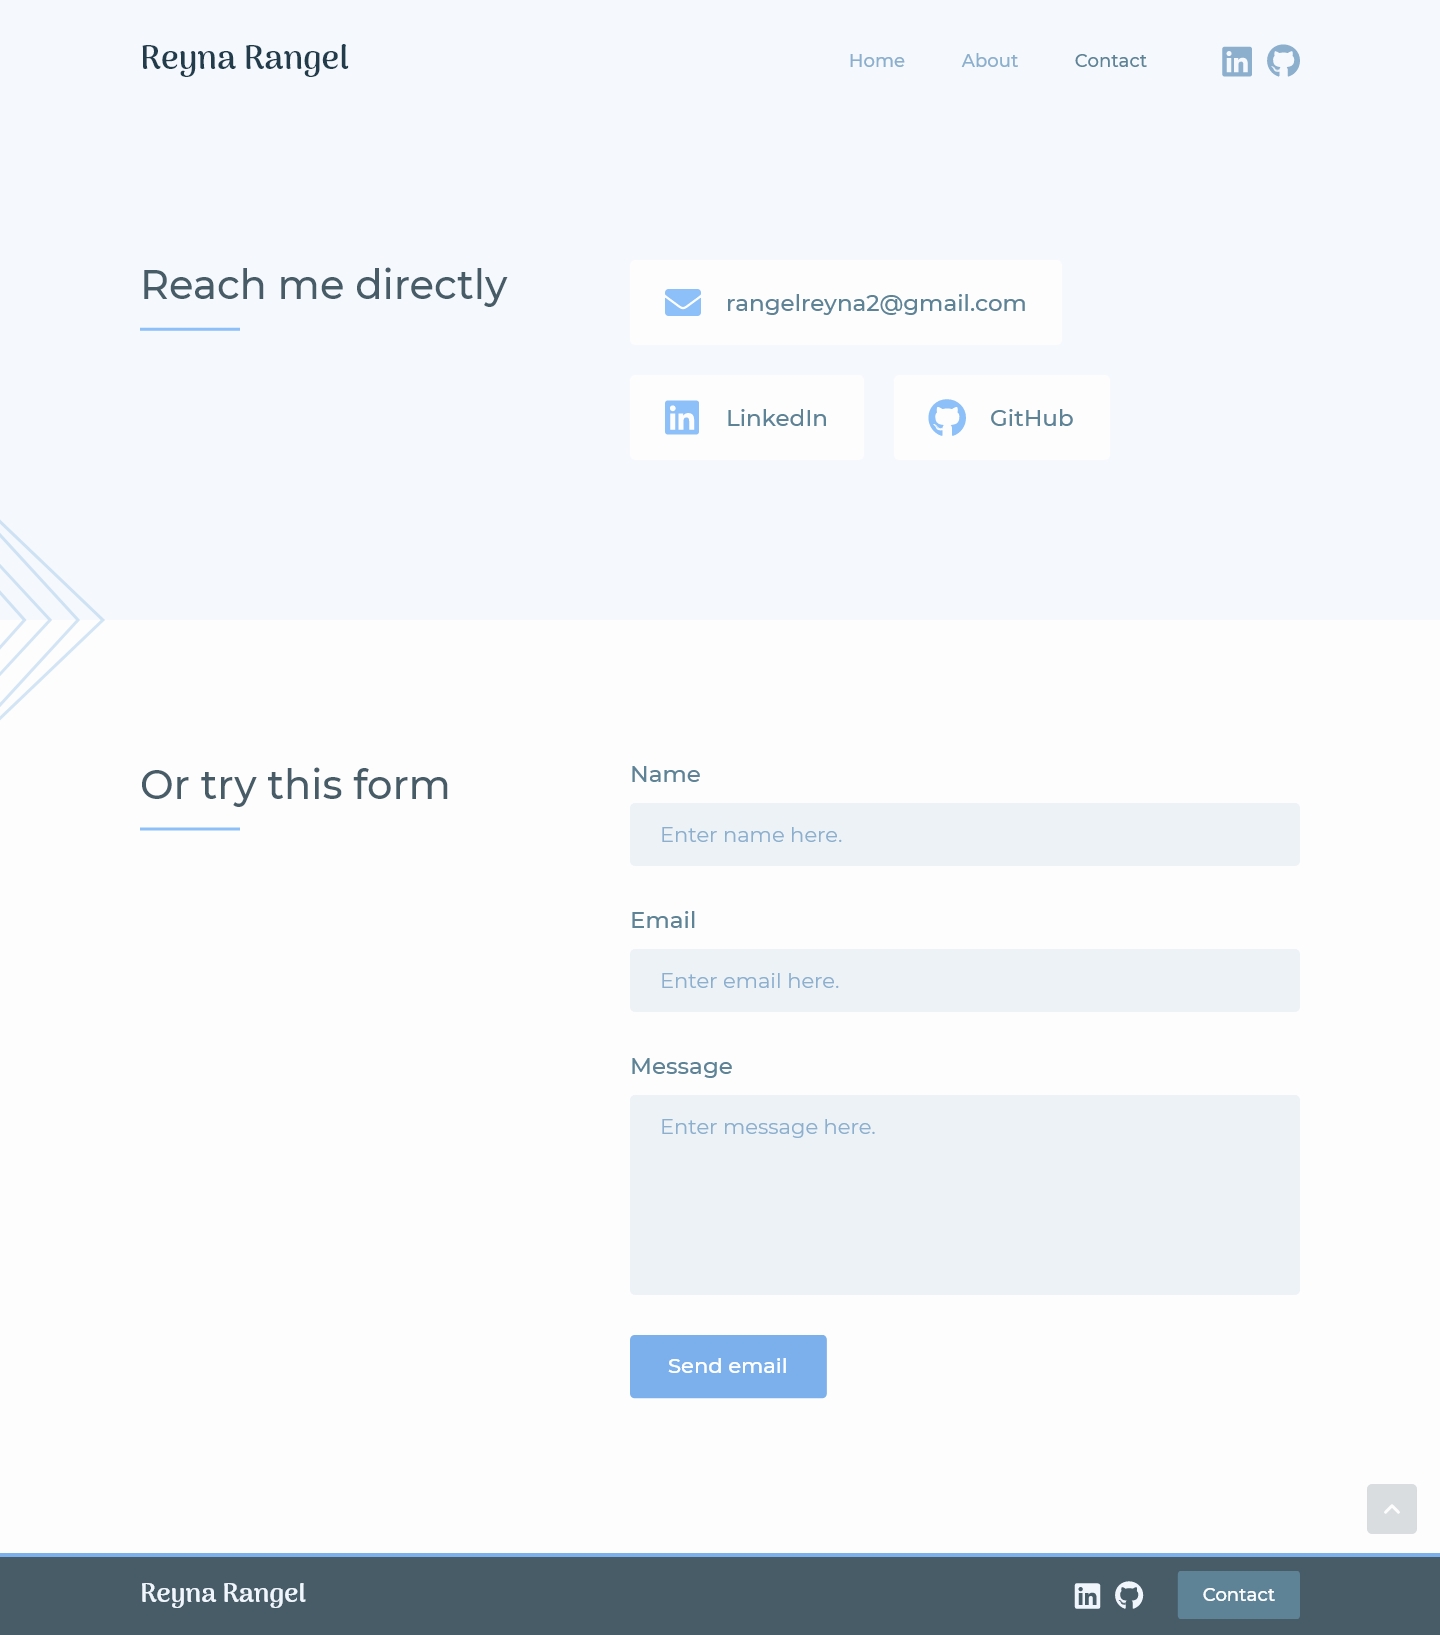 Reyna Rangel
Home About Contact
Reach me directly
rangelreyna2@gmail.com
LinkedIn GitHub
Or try this form
Name
Enter name here.
Email
Enter email here.
Message
Enter message here.
Send email
Reyna Rangel
Contact